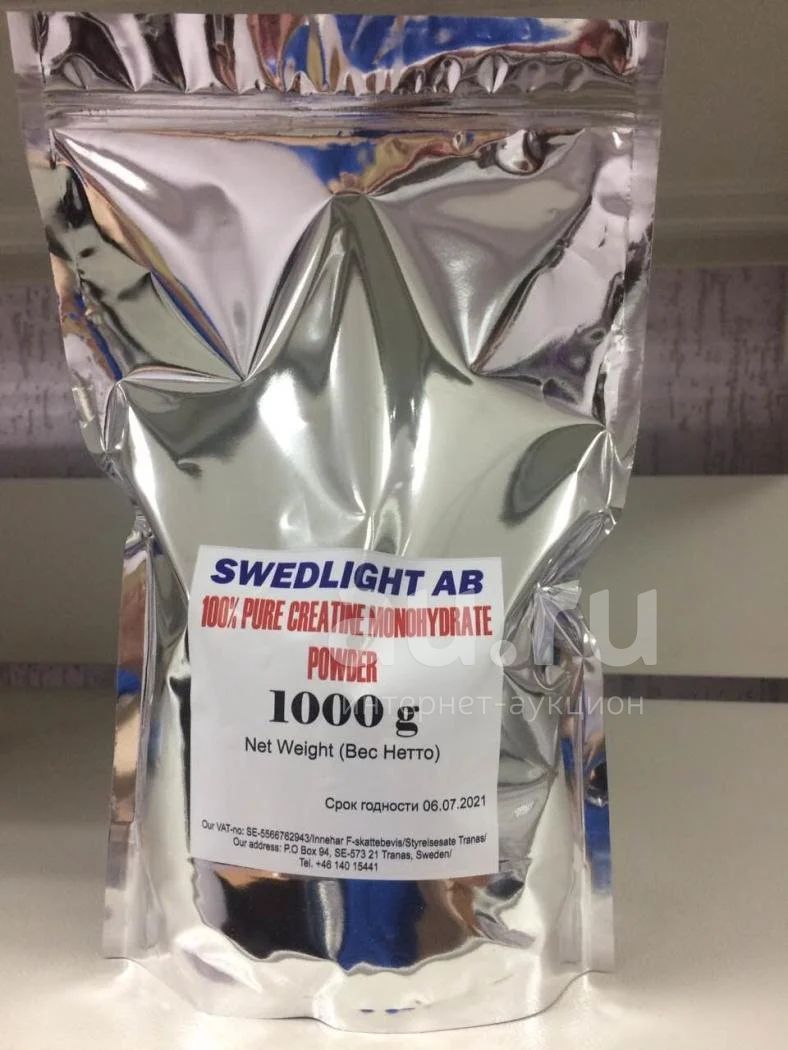 SWEDLIGHT AB
100% PURE CREATINE MONOHYDRATE
POWDER
1000 g
Net Weight (Вес Нетто)
Срок годности 06.07.2021
Our VAT-no: SE-5566762943/Innehar F-skattebevis/Styrelsesate Tranas/
Our address: P.O Box 94, SE-573 21 Tranas, Sweden/
Tel. +46 140 15441
au.ru
интернет-аукцион